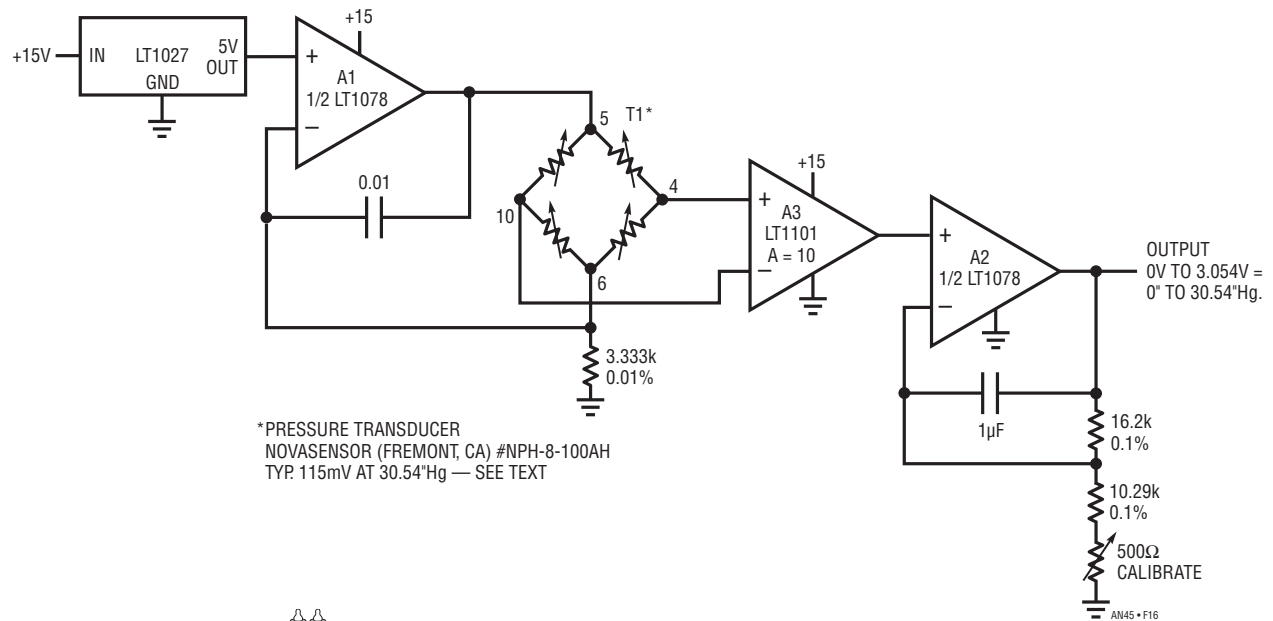 +15V
IN
LT1027
5V
OUT
GND
+15
+
A1
1/2 LT1078
–
0.01
5
T1*
4
10
6
3.333k
0.01%
+15
+
A3
LT1101
A = 10
–
+
A2
1/2 LT1078
–
OUTPUT
0V TO 3.054V =
0" TO 30.54"Hg.
1µF
16.2k
0.1%
10.29k
0.1%
500Ω
CALIBRATE
*PRESSURE TRANSDUCER
NOVASENSOR (FREMONT, CA) #NPH-8-100AH
TYP. 115mV AT 30.54"Hg — SEE TEXT
AN45 • F16